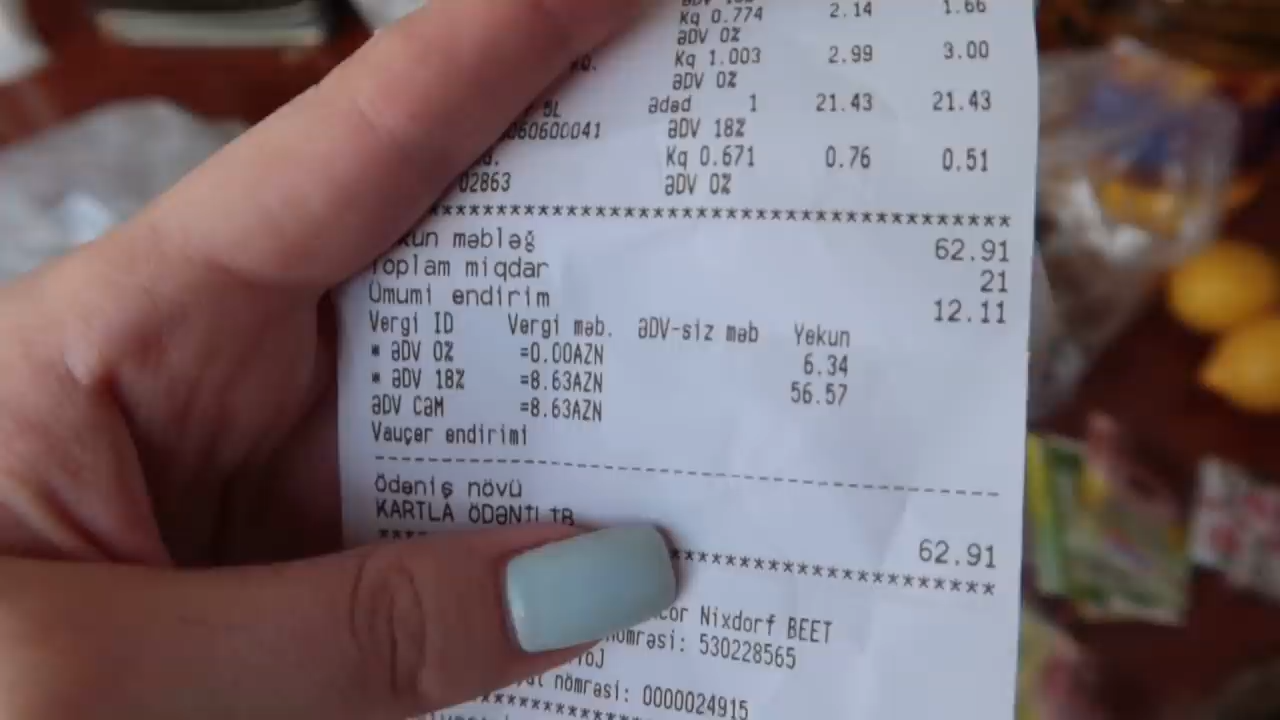 Kq 0.774 2.14 1.66
ƏDV 0%
Kq 1.003 2.99 3.00
ƏDV 0%
Ədəd 1 21.43 21.43
060600041 ƏDV 18%
Kq 0.671 0.76 0.51
02863 ƏDV 0%
****************************************
məbləğ 62.91
Toplam miqdar 21
Ümumi endirim 12.11
Vergi ID Vergi məb. ƏDV-siz məb Yekun
* ƏDV 0% =0.00AZN 6.34
* ƏDV 18% =8.63AZN 56.57
ƏDV CƏM =8.63AZN
Vauçer endirimi
------------------------------------------------
Ödəniş növü
KARTLA 62.91
****************************************
Nixdorf BEET
530228565
nömrəsi: 0000024915